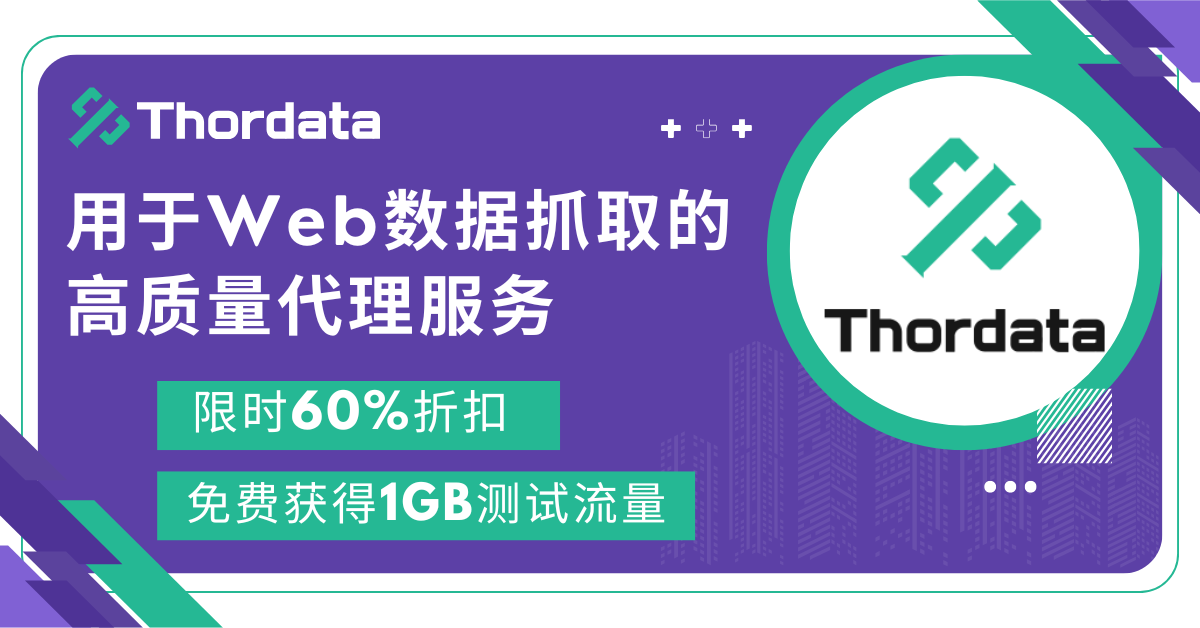 Thordata
用于Web数据抓取的
高质量代理服务
限时60%折扣
免费获得1GB测试流量
Thordata